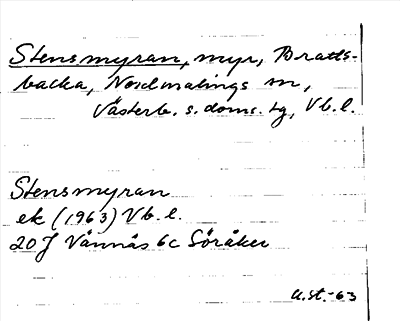 Stensmyran, myr, Bratts-
backa, Nordmalings sn,
Västerb. s. doms. tg, Vb. l.
Stensmyran
ek (1963) Vb. l.
20J Vännäs 6c Söråker
u.st.-63